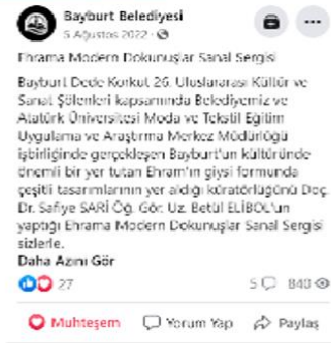 Bayburt Belediyesi
5 Ağustos 2022
Ehrama Modern Dokunuşlar Sanal Sergisi
Bayburt Dede Korkut 26. Uluslararası Kültür ve
Sanat Şölenleri kapsamında Belediyemiz ve
Atatürk Üniversitesi Moda ve Tekstil Eğitim
Uygulama ve Araştırma Merkez Müdürlüğü
işbirliğinde gerçekleşen Bayburt'un kültüründe
önemli bir yer tutan Ehram'ın giysi formunda
çeşitli tasarımlarının yer aldığı küratörlüğünü Doç.
Dr. Safiye SARİ Öğ. Gör. Uz. Betül ELİBOL'un
yaptığı Ehrama Modern Dokunuşlar Sanal Sergisi
sizlerle.
Daha Azını Gör
27 5 840
Muhteşem Yorum Yap Paylaş